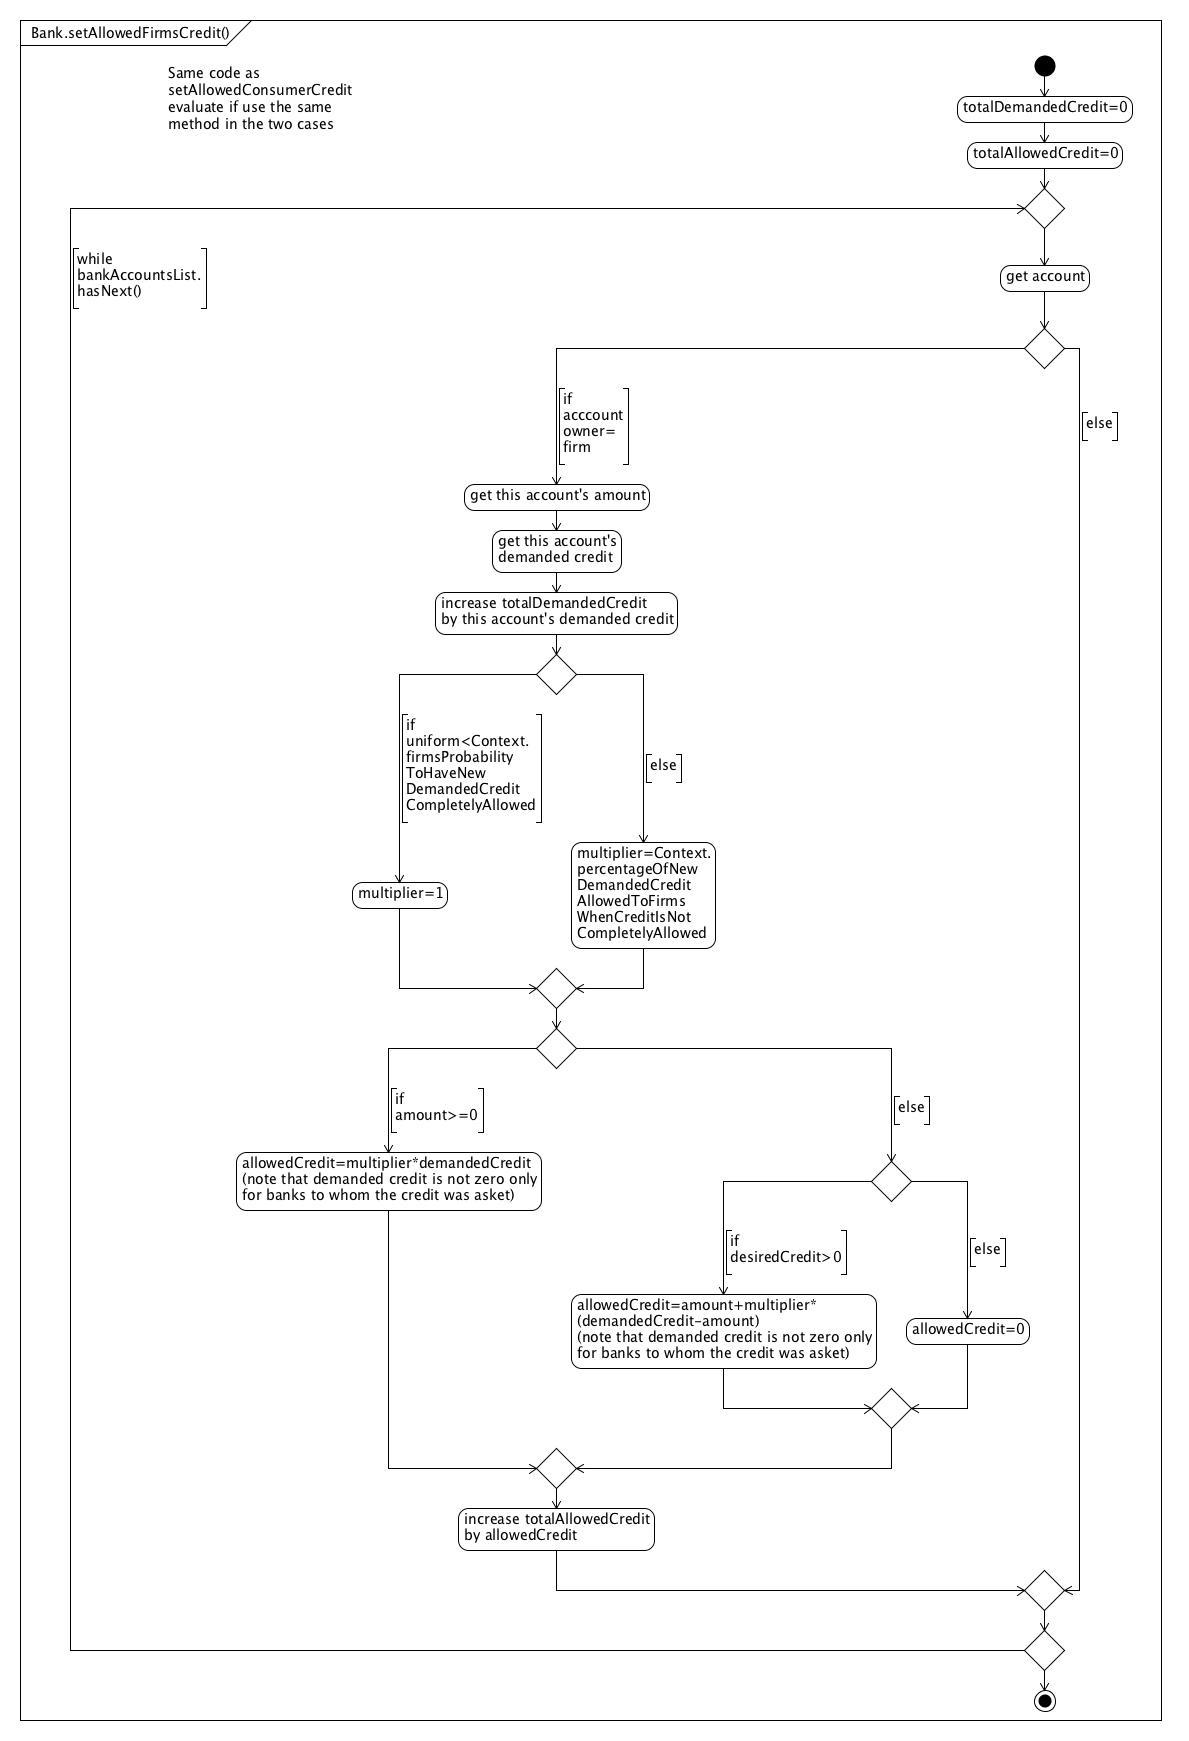 Bank.setAllowedFirmsCredit()
Same code as
setAllowedConsumerCredit
evaluate if use the same
method in the two cases
totalDemandedCredit=0
totalAllowedCredit=0
while
bankAccountsList.
hasNext()
get account
if
acccount
owner=
firm
else
get this account's amount
get this account's
demanded credit
increase totalDemandedCredit
by this account's demanded credit
if
uniform<Context.
firmsProbability
ToHaveNew
DemandedCredit
CompletelyAllowed
else
multiplier=1
multiplier=Context.
percentageOfNew
DemandedCredit
AllowedToFirms
WhenCreditIsNot
CompletelyAllowed
if
amount>=0
else
allowedCredit=multiplier*demandedCredit
(note that demanded credit is not zero only
for banks to whom the credit was asket)
if
desiredCredit>0
else
allowedCredit=amount+multiplier*
(demandedCredit-amount)
(note that demanded credit is not zero only
for banks to whom the credit was asket)
allowedCredit=0
increase totalAllowedCredit
by allowedCredit